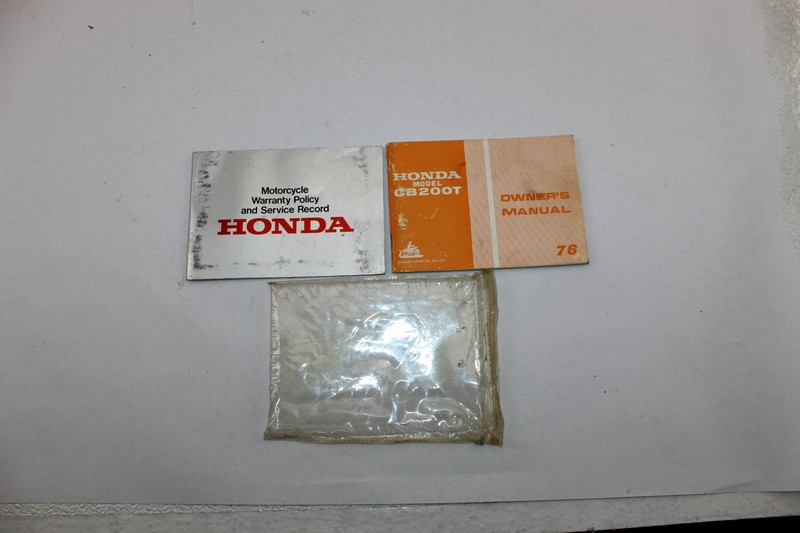 Motorcycle
Warranty Policy
and Service Record
HONDA
HONDA
MODEL
CB200T
OWNER'S
MANUAL
76